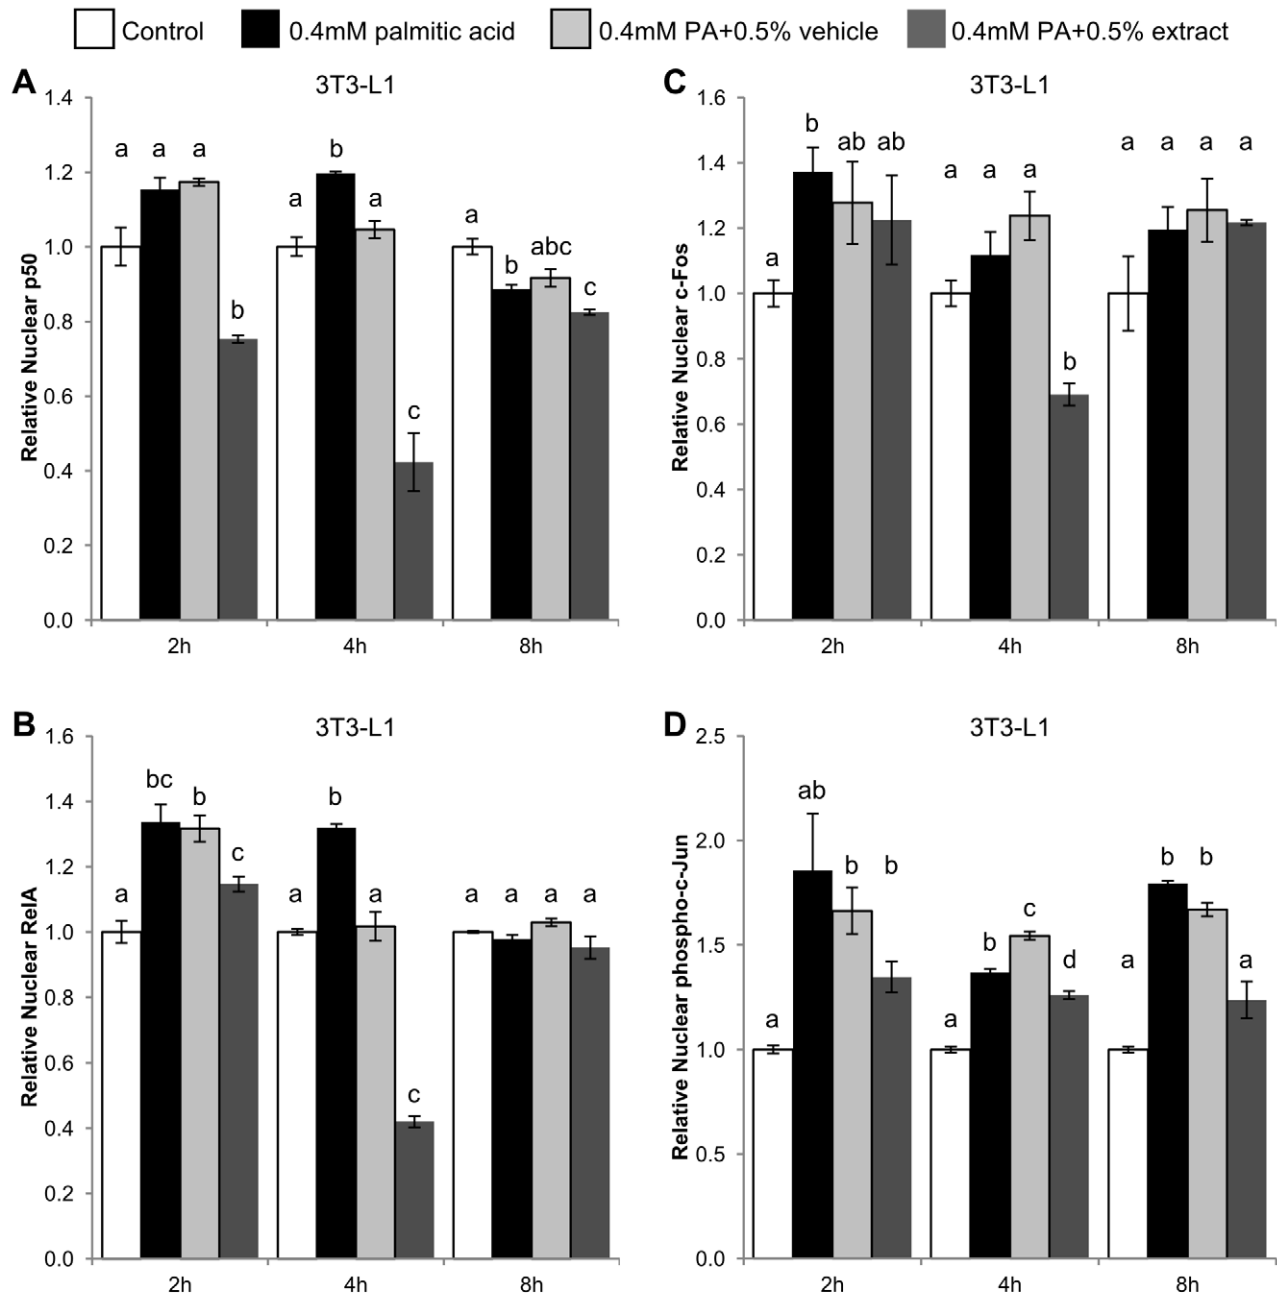 Control 0.4mM palmitic acid 0.4mM PA+0.5% vehicle 0.4mM PA+0.5% extract
A
3T3-L1
Relative Nuclear p50
1.4
1.2
1.0
0.8
0.6
0.4
0.2
0.0
a a a b
a b a c
a b abc c
2h 4h 8h
C
3T3-L1
Relative Nuclear c-Fos
1.6
1.4
1.2
1.0
0.8
0.6
0.4
0.2
0.0
a b ab ab
a a a b
a a a a
2h 4h 8h
B
3T3-L1
Relative Nuclear RelA
1.6
1.4
1.2
1.0
0.8
0.6
0.4
0.2
0.0
a bc b c
a b a c
a a a a
2h 4h 8h
D
3T3-L1
Relative Nuclear phospho-c-Jun
2.5
2.0
1.5
1.0
0.5
0.0
a ab b b
a b c d
a b b a
2h 4h 8h